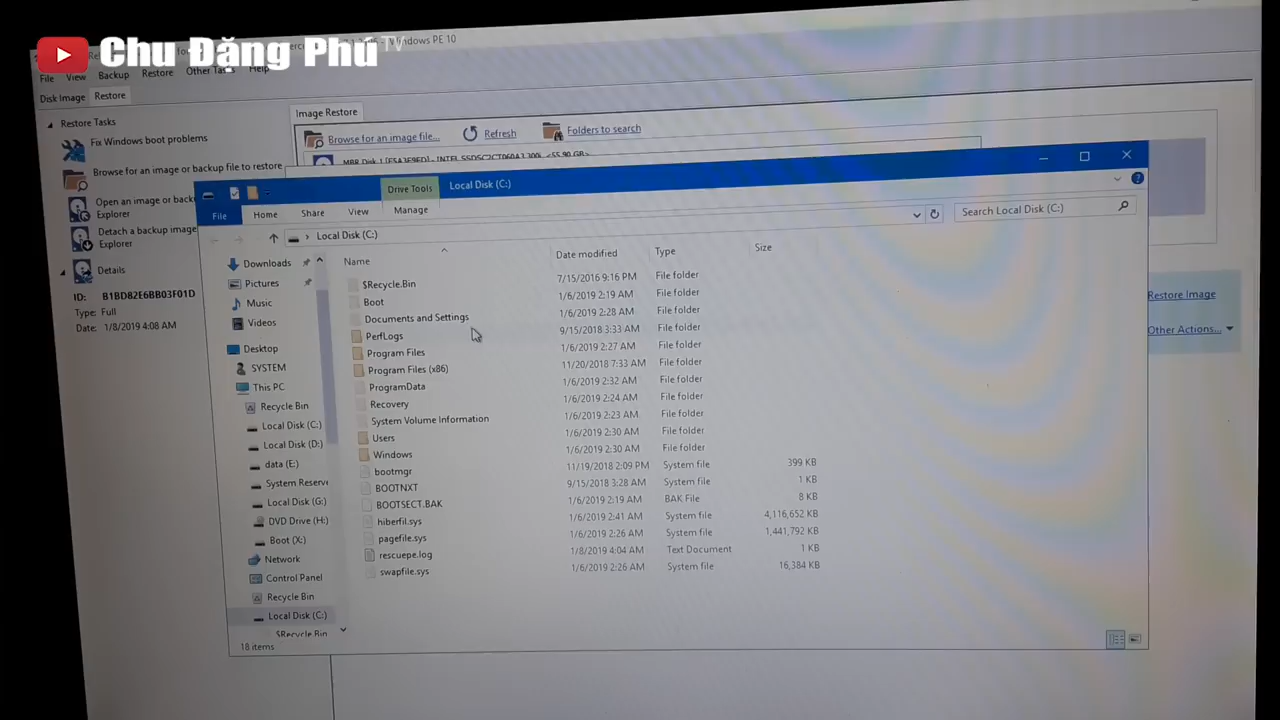 Chu Đặng Phú TV
Windows PE 10
File View Backup Restore Other Tasks Help
Disk Image Restore
Restore Tasks
Fix Windows boot problems
Browse for an image or backup file to restore
Open an image or back
Explorer
Detach a backup image
Explorer
Details
ID: B1BD82E6BB03F01D
Type: Full
Date: 1/8/2019 4:08 AM
Image Restore
Browse for an image file... Refresh Folders to search
MBR Disk 1
<55.90 GB>
Restore Image
Other Actions...
Drive Tools Local Disk (C:)
File Home Share View Manage
Local Disk (C:) Search Local Disk (C:)
Downloads
Pictures
Music
Videos
Desktop
SYSTEM
This PC
Recycle Bin
Local Disk (C:)
Local Disk (D:)
data (E:)
System Reserve
Local Disk (G:)
DVD Drive (H:)
Boot (X:)
Network
Control Panel
Recycle Bin
Local Disk (C:)
$Recycle.Bin
Name Date modified Type Size
$Recycle.Bin 7/15/2016 9:16 PM File folder
Boot 1/6/2019 2:19 AM File folder
Documents and Settings 1/6/2019 2:28 AM File folder
PerfLogs 9/15/2018 3:33 AM File folder
Program Files 1/6/2019 2:27 AM File folder
Program Files (x86) 11/20/2018 7:33 AM File folder
ProgramData 1/6/2019 2:32 AM File folder
Recovery 1/6/2019 2:24 AM File folder
System Volume Information 1/6/2019 2:23 AM File folder
Users 1/6/2019 2:30 AM File folder
Windows 1/6/2019 2:30 AM File folder
bootmgr 11/19/2018 2:09 PM System file 399 KB
BOOTNXT 9/15/2018 3:28 AM System file 1 KB
BOOTSECT.BAK 1/6/2019 2:19 AM BAK File 8 KB
hiberfil.sys 1/6/2019 2:41 AM System file 4,116,652 KB
pagefile.sys 1/6/2019 2:26 AM System file 1,441,792 KB
rescuepe.log 1/8/2019 4:04 AM Text Document 1 KB
swapfile.sys 1/6/2019 2:26 AM System file 16,384 KB
18 items